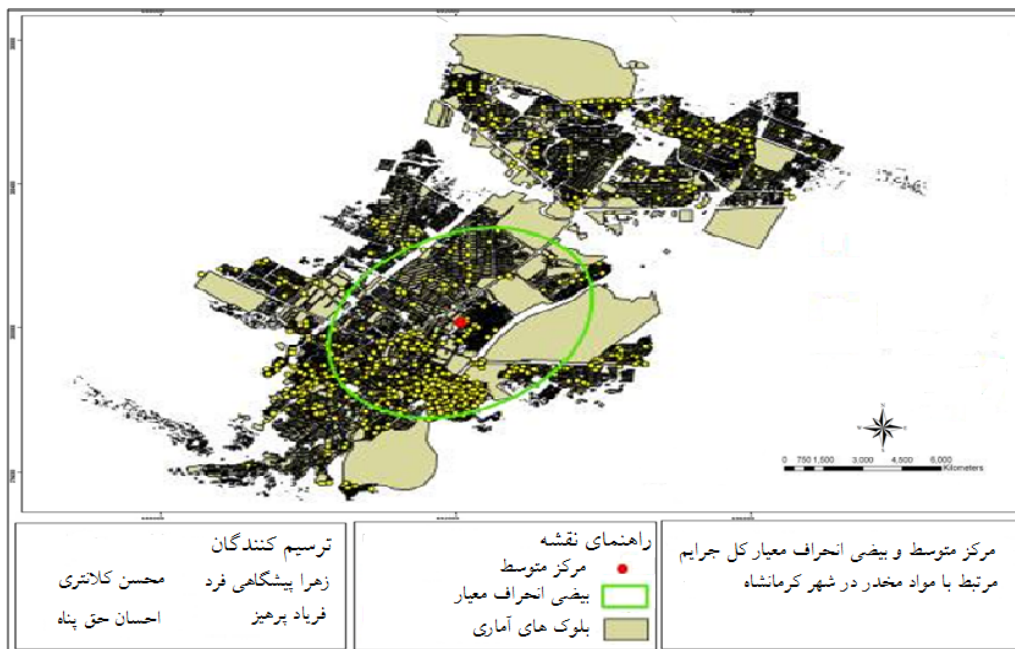 0 750 1,500 3,000 4,500 6,000
Kilometers
مرکز متوسط و بیضی انحراف معیار کل جرایم
مرتبط با مواد مخدر در شهر کرمانشاه
راهنمای نقشه
مرکز متوسط
بیضی انحراف معیار
بلوک های آماری
ترسیم کنندگان
زهرا پیشگاهی فرد
محسن کلانتری
فریاد پرهیز
احسان حق پناه